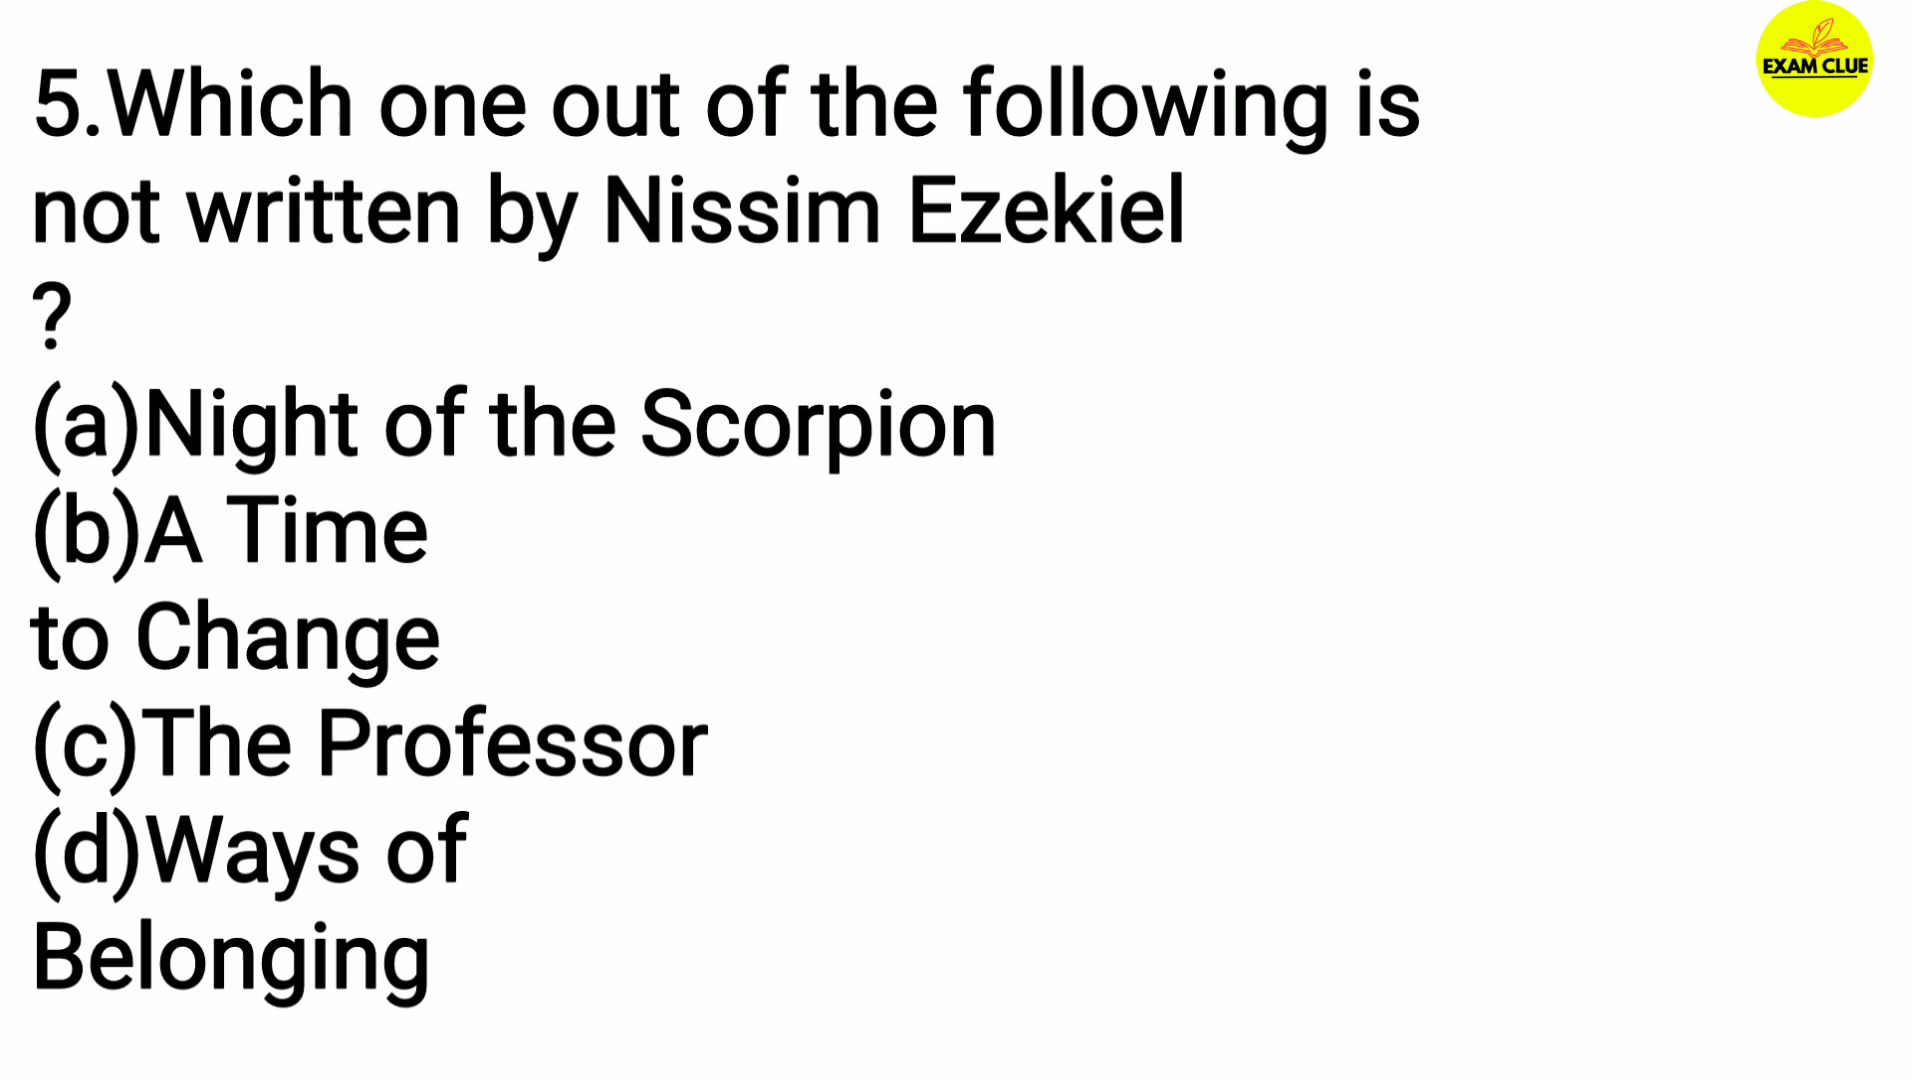 EXAM CLUE
5.Which one out of the following is
not written by Nissim Ezekiel
?
(a)Night of the Scorpion
(b)A Time
to Change
(c)The Professor
(d)Ways of
Belonging